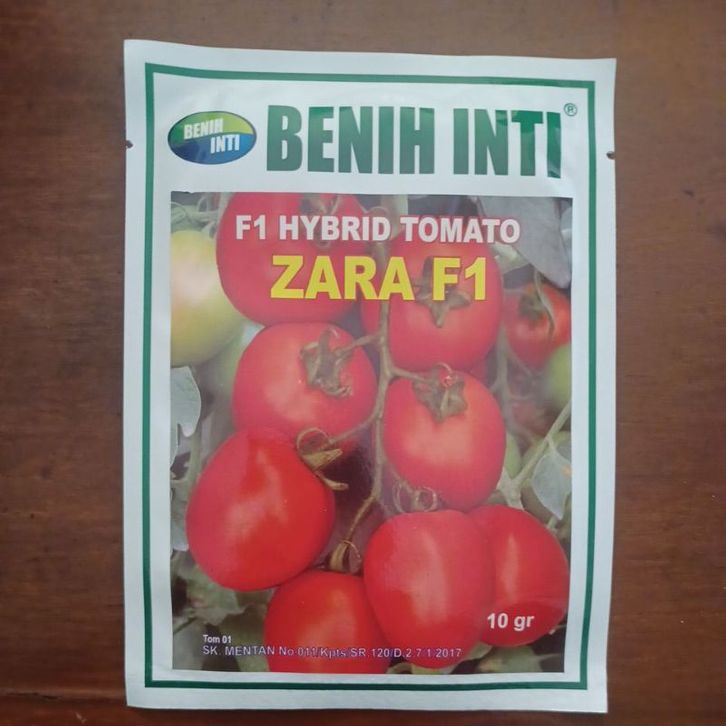 BENIH
INTI
BENIH INTI®
F1 HYBRID TOMATO
ZARA F1
10 gr
Tom 01
SK. MENTAN No.011/Kpts/SR.120/D.2.7.1.2017